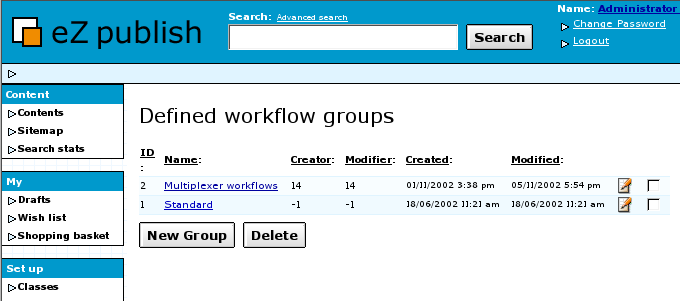 eZ publish
Search: Advanced search
Search
Name: Administrator
Change Password
Logout
Content
Contents
Sitemap
Search stats
My
Drafts
Wish list
Shopping basket
Set up
Classes
Defined workflow groups
ID: Name: Creator: Modifier: Created: Modified:
2 Multiplexer workflows 14 14 01/11/2002 3:38 pm 05/11/2002 5:54 pm
1 Standard -1 -1 18/06/2002 11:21 am 18/06/2002 11:21 am
New Group Delete